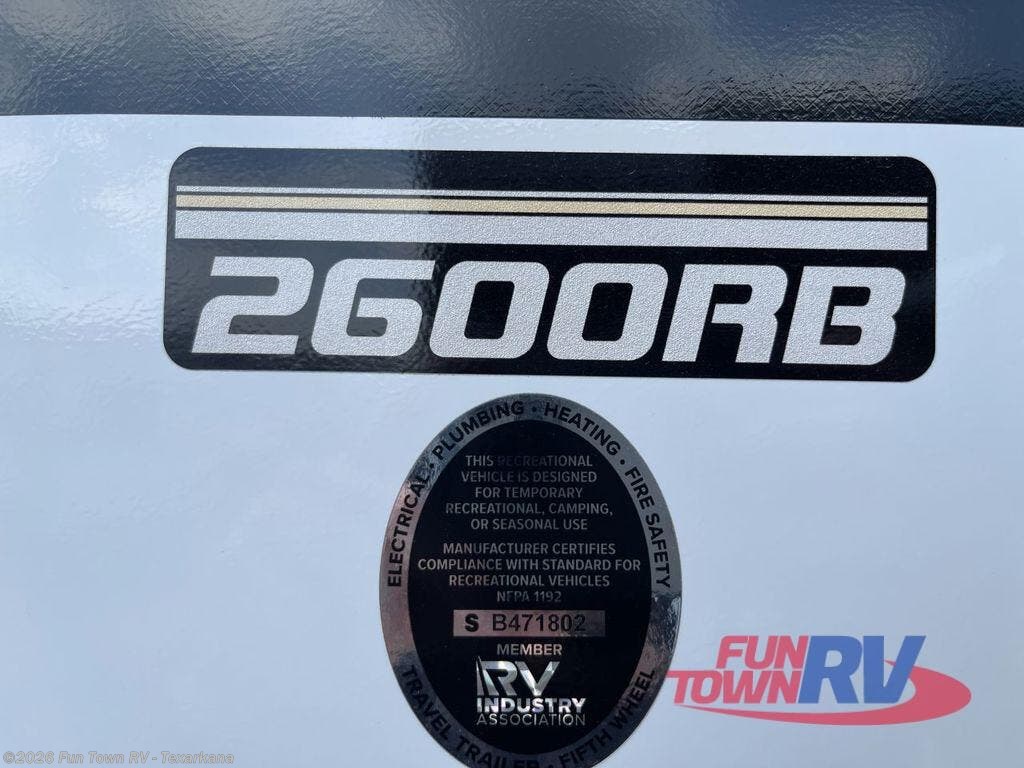 2600RB
ELECTRICAL · PLUMBING · HEATING · FIRE SAFETY
THIS RECREATIONAL
VEHICLE IS DESIGNED
FOR TEMPORARY
RECREATIONAL, CAMPING,
OR SEASONAL USE
MANUFACTURER CERTIFIES
COMPLIANCE WITH STANDARD FOR
RECREATIONAL VEHICLES
NFPA 1192
S B471802
MEMBER
RV
INDUSTRY
ASSOCIATION
TRAVEL TRAILER · FIFTH WHEEL
FUN
TOWN RV
©2026 Fun Town RV - Texarkana